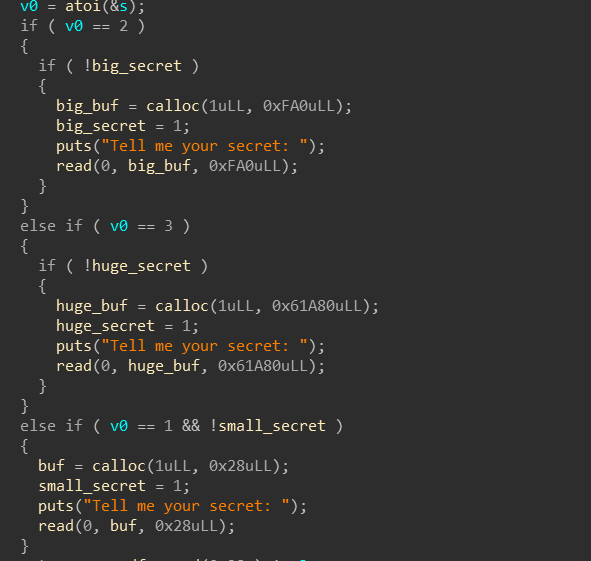 v0 = atoi(&s);
if ( v0 == 2 )
{
if ( !big_secret )
{
big_buf = calloc(1uLL, 0xFA0uLL);
big_secret = 1;
puts("Tell me your secret: ");
read(0, big_buf, 0xFA0uLL);
}
}
else if ( v0 == 3 )
{
if ( !huge_secret )
{
huge_buf = calloc(1uLL, 0x61A80uLL);
huge_secret = 1;
puts("Tell me your secret: ");
read(0, huge_buf, 0x61A80uLL);
}
}
else if ( v0 == 1 && !small_secret )
{
buf = calloc(1uLL, 0x28uLL);
small_secret = 1;
puts("Tell me your secret: ");
read(0, buf, 0x28uLL);
}